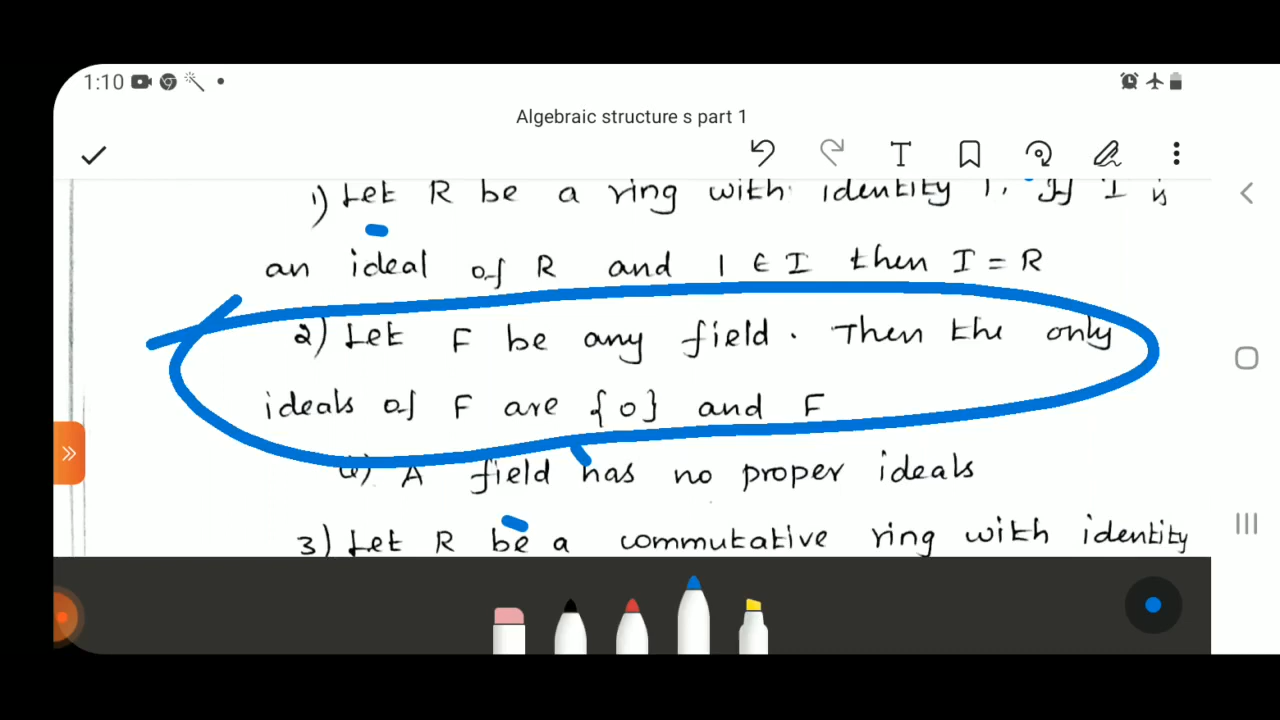 1:10
Algebraic structure s part 1
T
1) Let R be a ring with identity 1. If I is
an ideal of R and 1 ∈ I then I = R
2) Let F be any field. Then the only
ideals of F are {0} and F
A field has no proper ideals
3) Let R be a commutative ring with identity